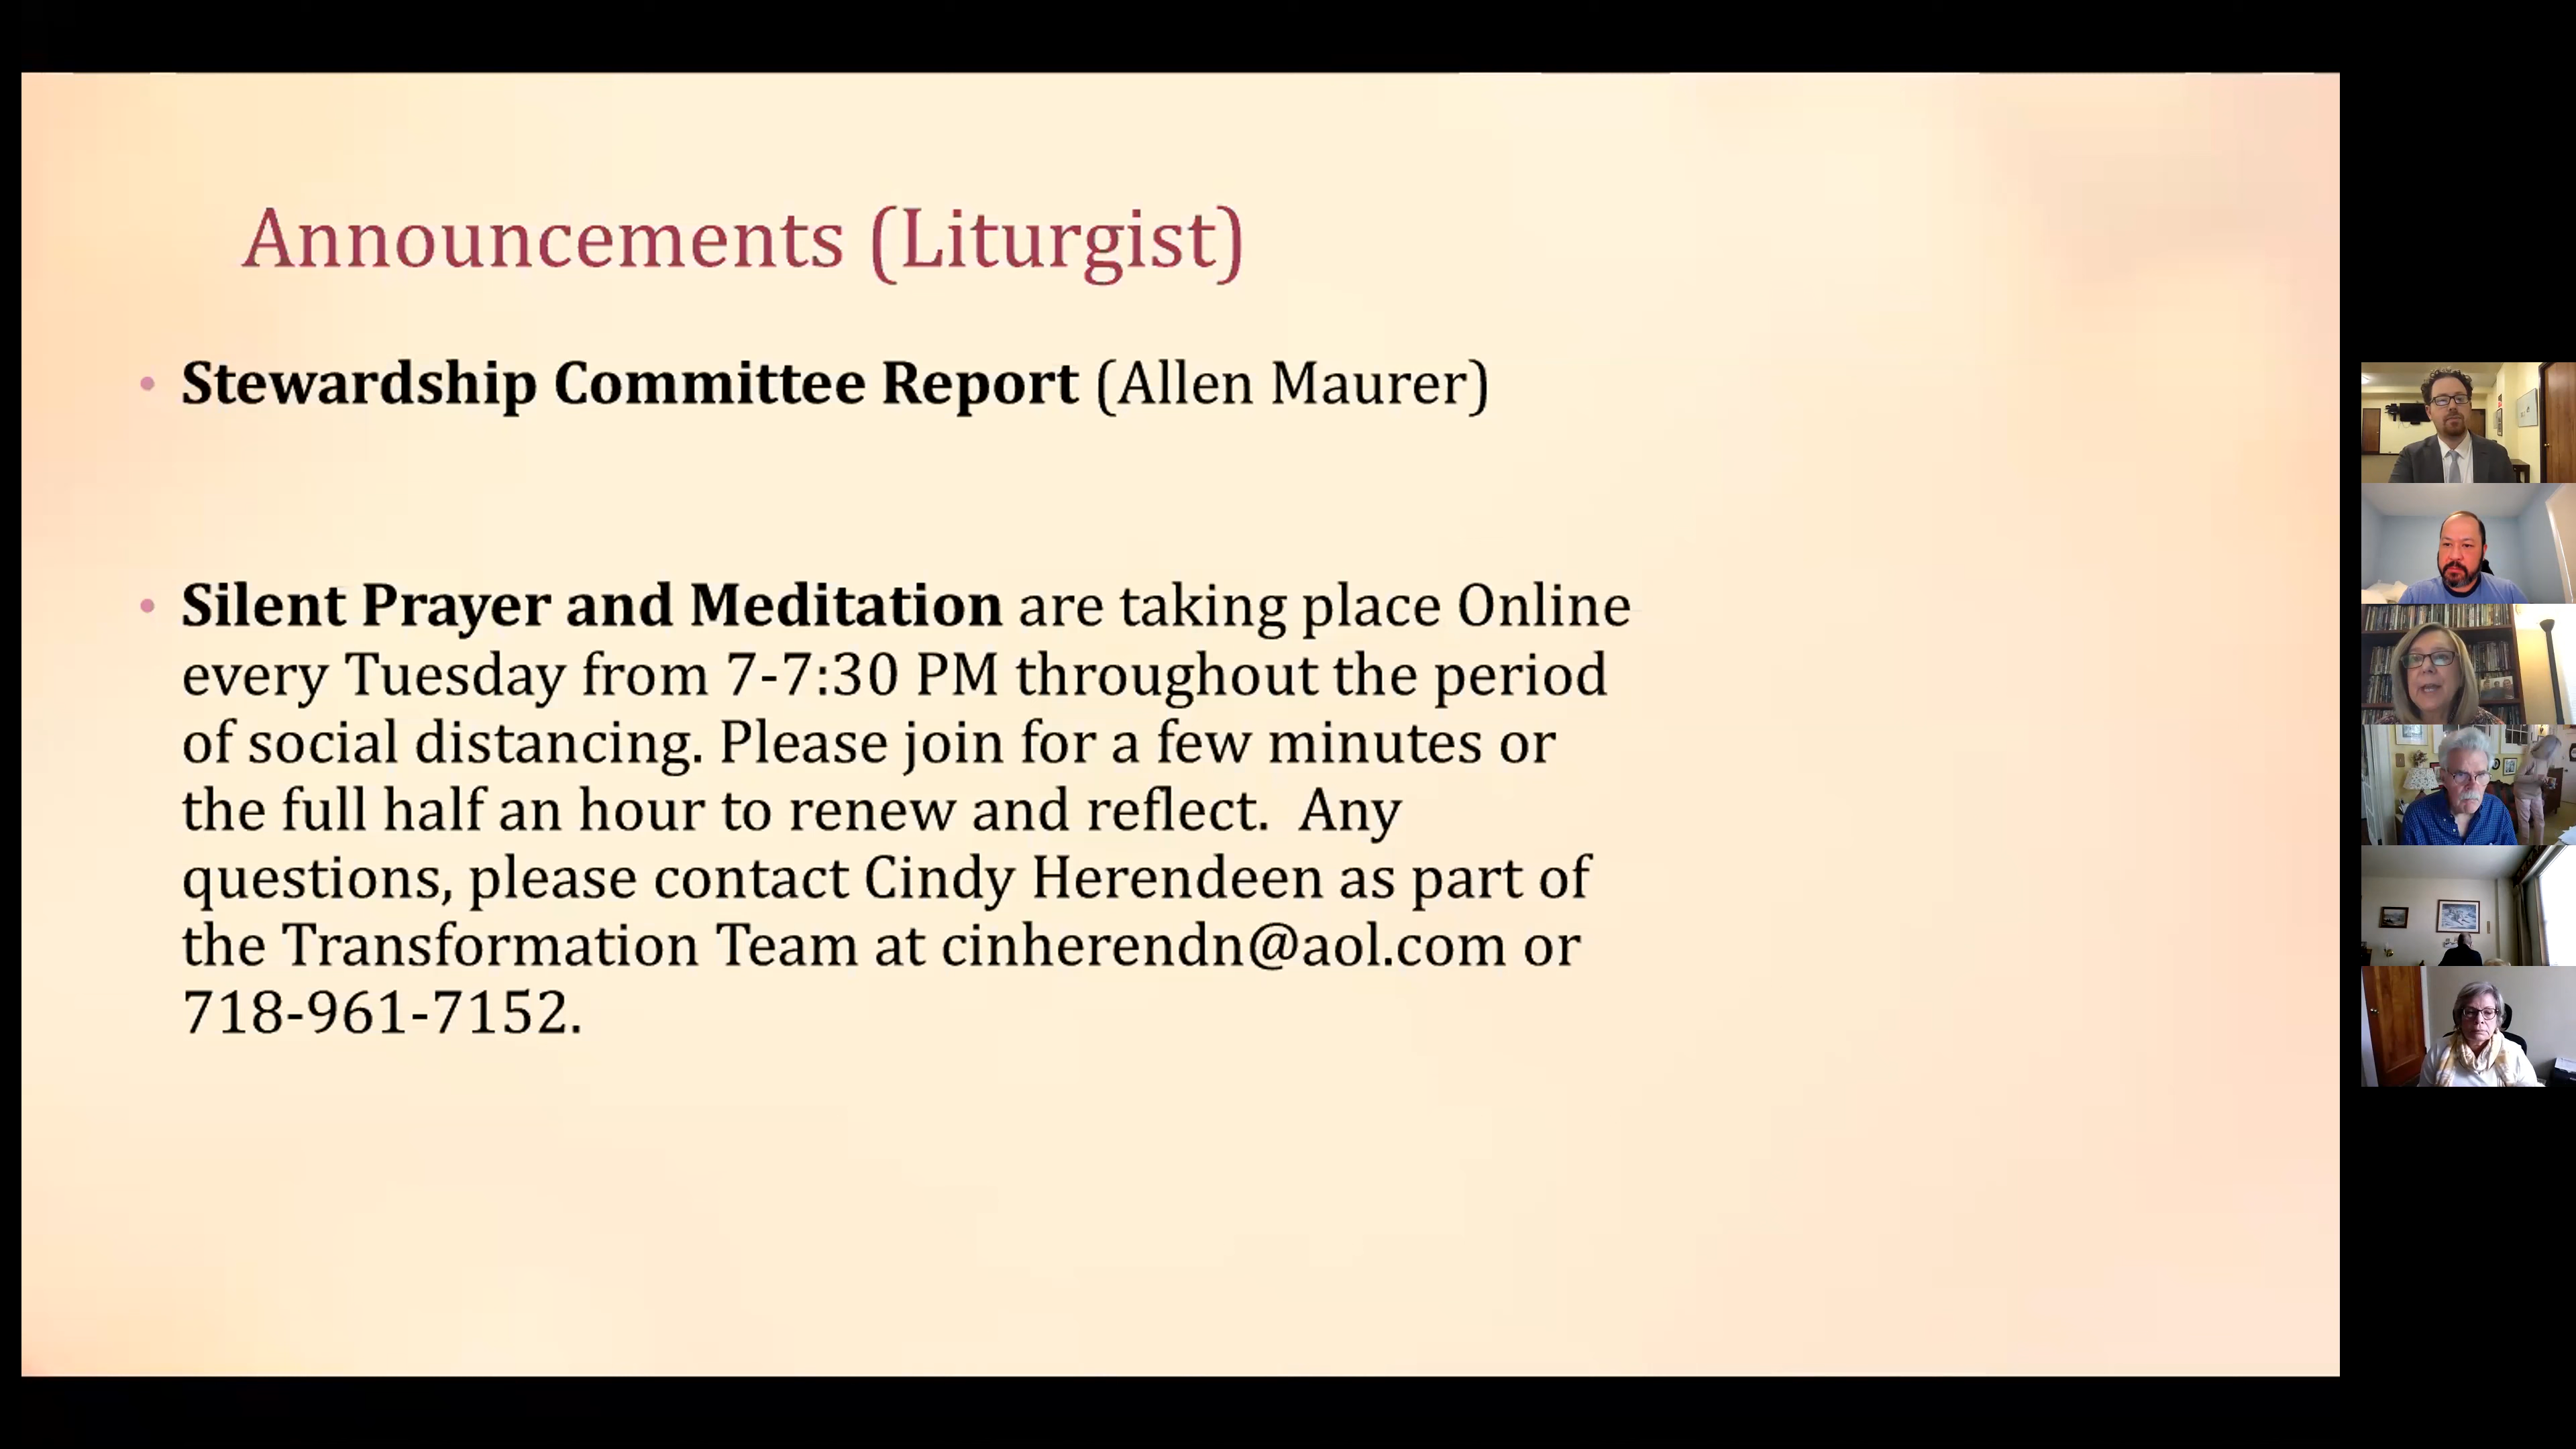 Announcements (Liturgist)
• Stewardship Committee Report (Allen Maurer)
• Silent Prayer and Meditation are taking place Online
every Tuesday from 7-7:30 PM throughout the period
of social distancing. Please join for a few minutes or
the full half an hour to renew and reflect.  Any
questions, please contact Cindy Herendeen as part of
the Transformation Team at cinherendn@aol.com or
718-961-7152.